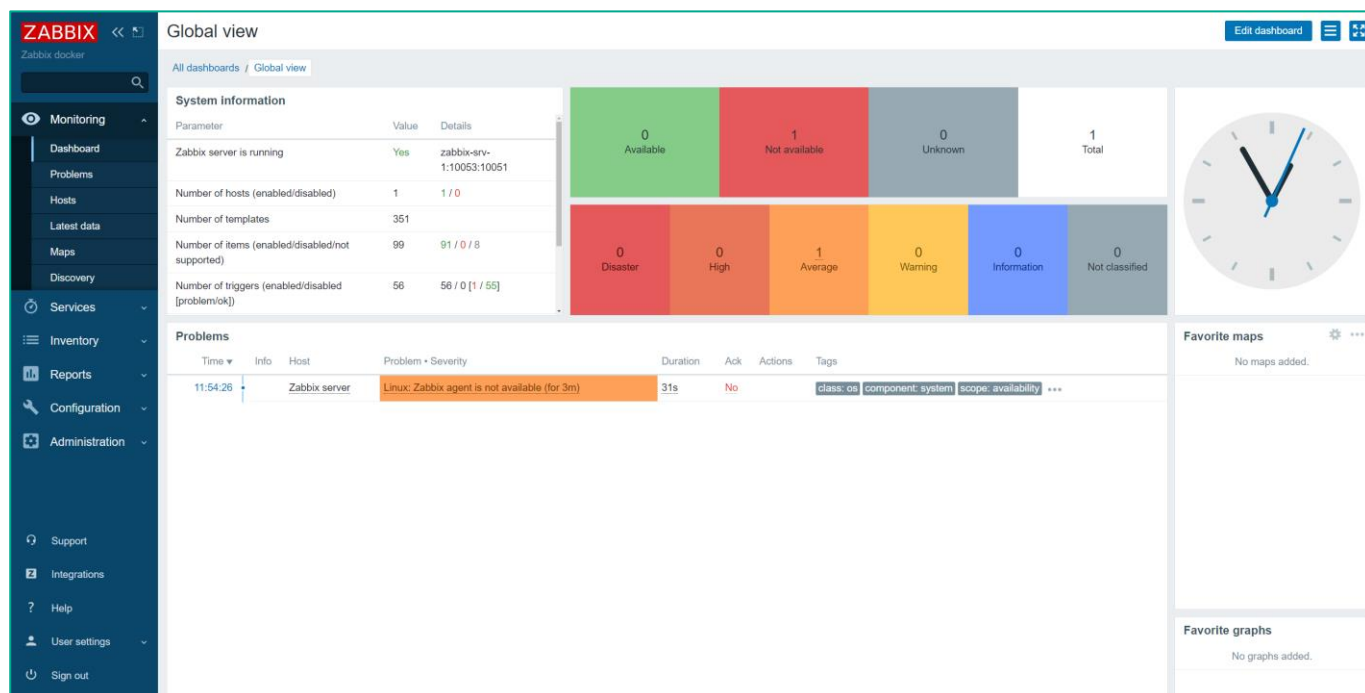 ZABBIX
Zabbix docker
Monitoring
Dashboard
Problems
Hosts
Latest data
Maps
Discovery
Services
Inventory
Reports
Configuration
Administration
Support
Integrations
Help
User settings
Sign out
Global view
Edit dashboard
All dashboards / Global view
System information
Parameter Value Details
Zabbix server is running Yes zabbix-srv-
1:10053:10051
Number of hosts (enabled/disabled) 1 1 / 0
Number of templates 351
Number of items (enabled/disabled/not 99 91 / 0 / 8
supported)
Number of triggers (enabled/disabled 56 56 / 0 [1 / 55]
[problem/ok])
0 1 0 1
Available Not available Unknown Total
0 0 1 0 0 0
Disaster High Average Warning Information Not classified
Problems
Time Info Host Problem • Severity Duration Ack Actions Tags
11:54:26 Zabbix server Linux: Zabbix agent is not available (for 3m) 31s No class: os component: system scope: availability
Favorite maps
No maps added.
Favorite graphs
No graphs added.